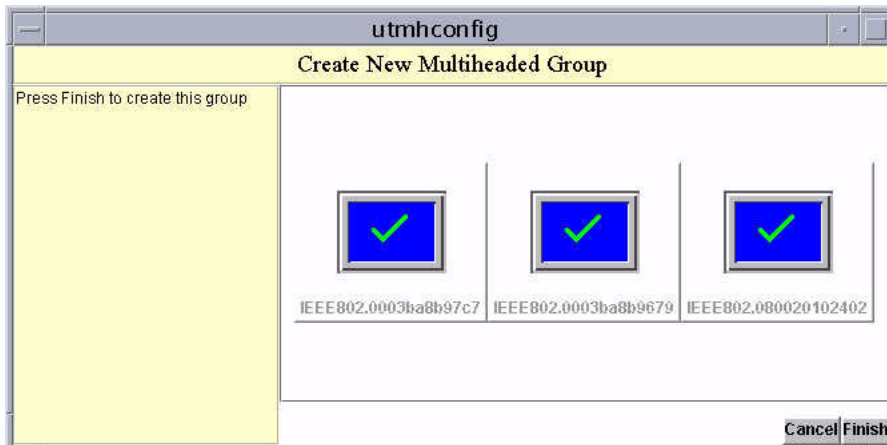 utmhconfig
Create New Multiheaded Group
Press Finish to create this group
IEEE802.0003ba8b97c7 IEEE802.0003ba8b9679 IEEE802.080020102402
Cancel Finish